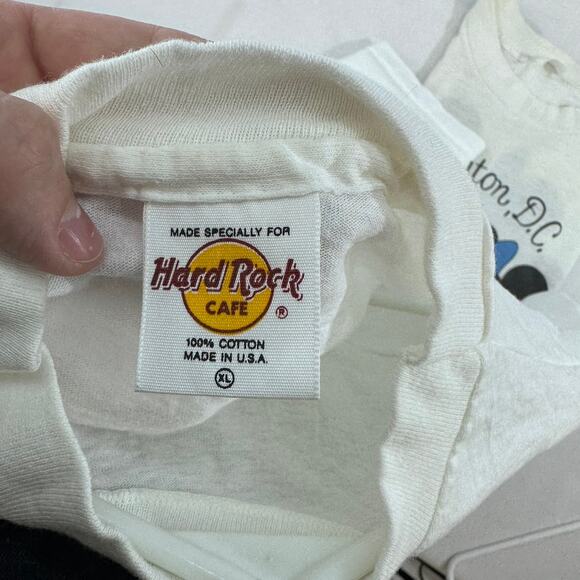 MADE SPECIALLY FOR
Hard Rock
CAFE ®
100% COTTON
MADE IN U.S.A.
XL
ton, D.C.